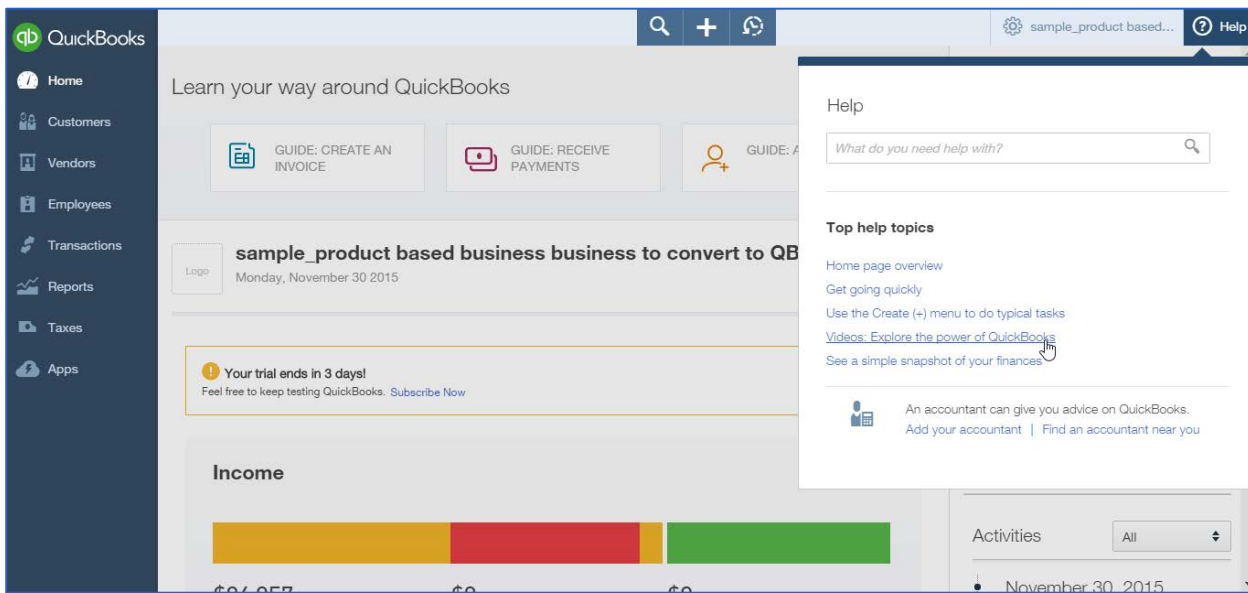 qb QuickBooks
sample_product based...
? Help
Home
Customers
Vendors
Employees
Transactions
Reports
Taxes
Apps
Learn your way around QuickBooks
GUIDE: CREATE AN
INVOICE
GUIDE: RECEIVE
PAYMENTS
GUIDE: A
Logo
sample_product based business business to convert to QB
Monday, November 30 2015
! Your trial ends in 3 days!
Feel free to keep testing QuickBooks. Subscribe Now
Income
Help
What do you need help with?
Top help topics
Home page overview
Get going quickly
Use the Create (+) menu to do typical tasks
Videos: Explore the power of QuickBooks
See a simple snapshot of your finances
An accountant can give you advice on QuickBooks.
Add your accountant | Find an accountant near you
Activities
All
November 30, 2015